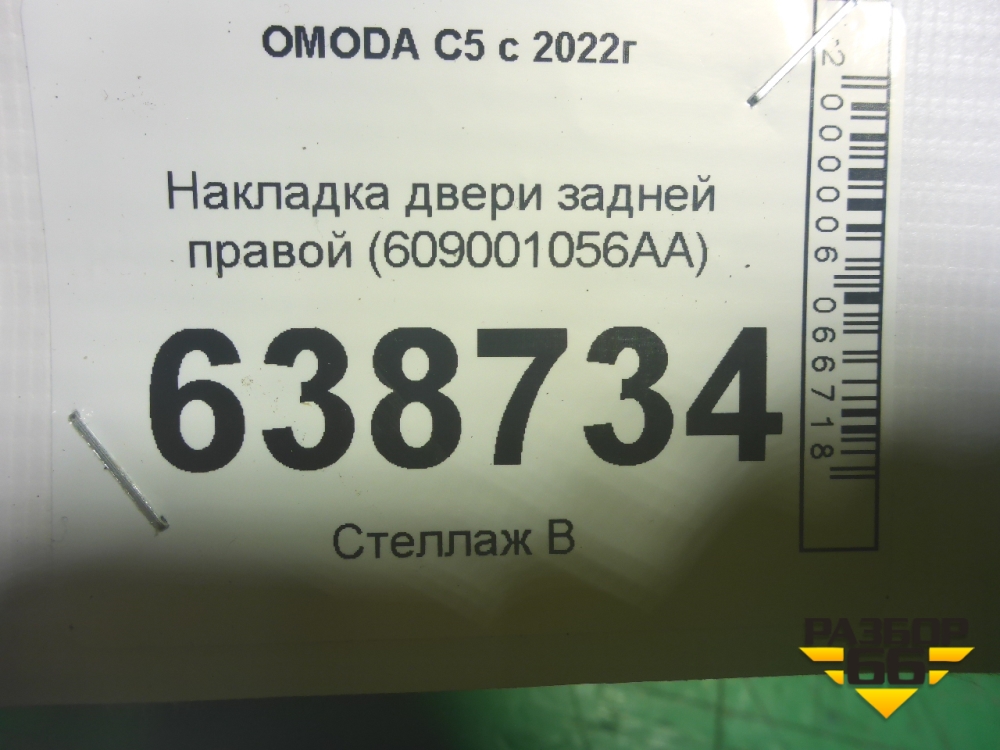 OMODA C5 с 2022г
Накладка двери задней
правой (609001056AA)
638734
Стеллаж В
2000006066718
РАЗБОР
66